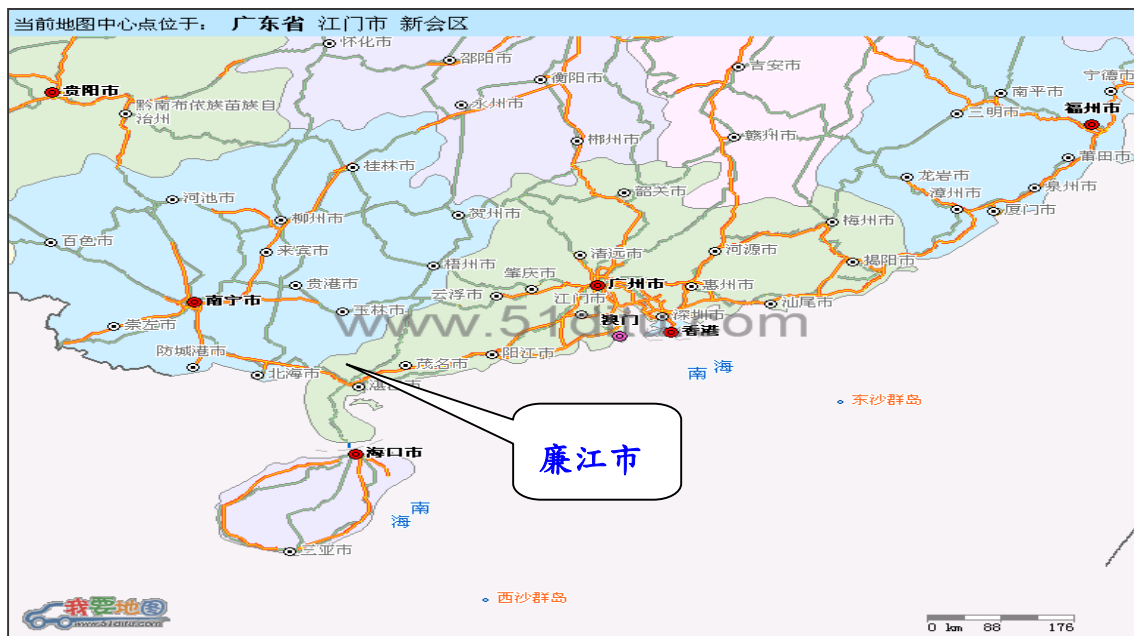 当前地图中心点位于： 广东省 江门市 新会区
怀化市
邵阳市
衡阳市
吉安市
宁德市
贵阳市
永州市
南平市
福州市
黔南布依族苗族自
治州
三明市
郴州市
赣州市
莆田市
桂林市
龙岩市
泉州市
韶关市
漳州市
厦门市
河池市
柳州市
贺州市
梅州市
百色市
来宾市
清远市
河源市
揭阳市
梧州市
肇庆市
广州市
惠州市
贵港市
云浮市
江门市
汕尾市
南宁市
玉林市
澳门
深圳市
香港
www.51ditu.com
崇左市
防城港市
阳江市
茂名市
北海市
南海
东沙群岛
廉江市
海口市
南海
三亚市
西沙群岛
我要地图
www.51ditu.com
0 km 88 176